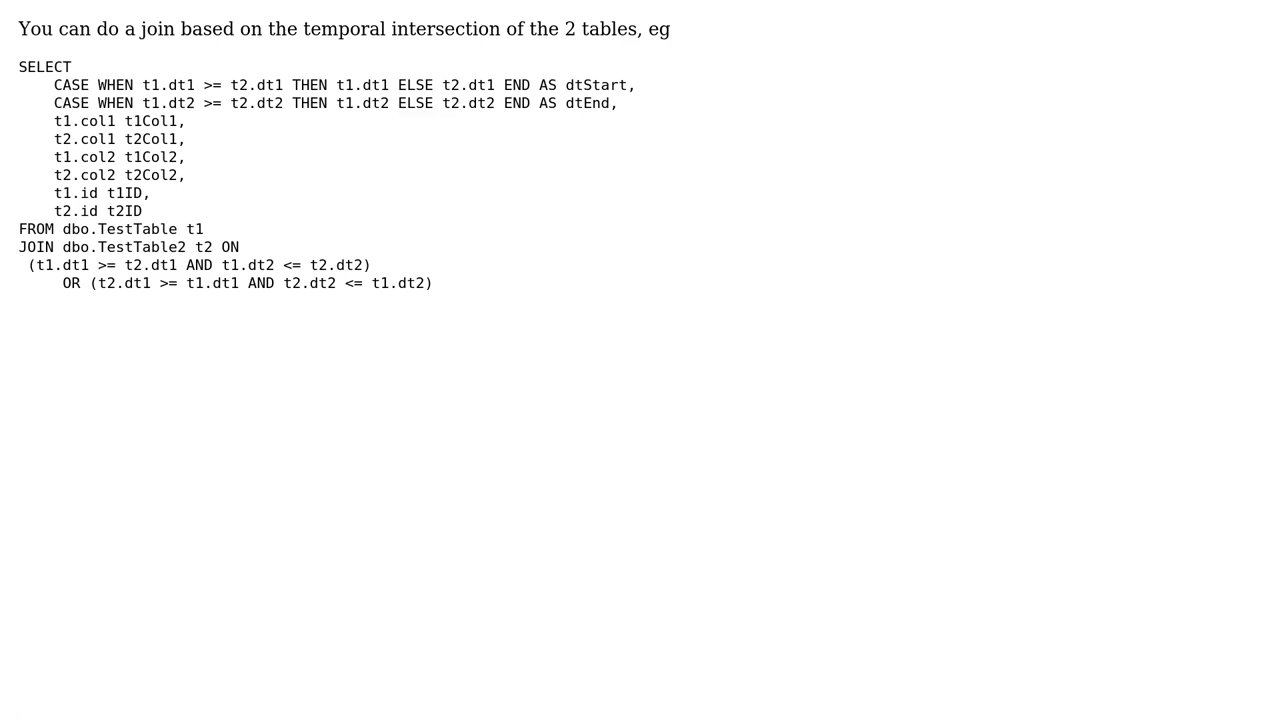 You can do a join based on the temporal intersection of the 2 tables, eg
SELECT
    CASE WHEN t1.dt1 >= t2.dt1 THEN t1.dt1 ELSE t2.dt1 END AS dtStart,
    CASE WHEN t1.dt2 >= t2.dt2 THEN t1.dt2 ELSE t2.dt2 END AS dtEnd,
    t1.col1 t1Col1,
    t2.col1 t2Col1,
    t1.col2 t1Col2,
    t2.col2 t2Col2,
    t1.id t1ID,
    t2.id t2ID
FROM dbo.TestTable t1
JOIN dbo.TestTable2 t2 ON
 (t1.dt1 >= t2.dt1 AND t1.dt2 <= t2.dt2)
     OR (t2.dt1 >= t1.dt1 AND t2.dt2 <= t1.dt2)